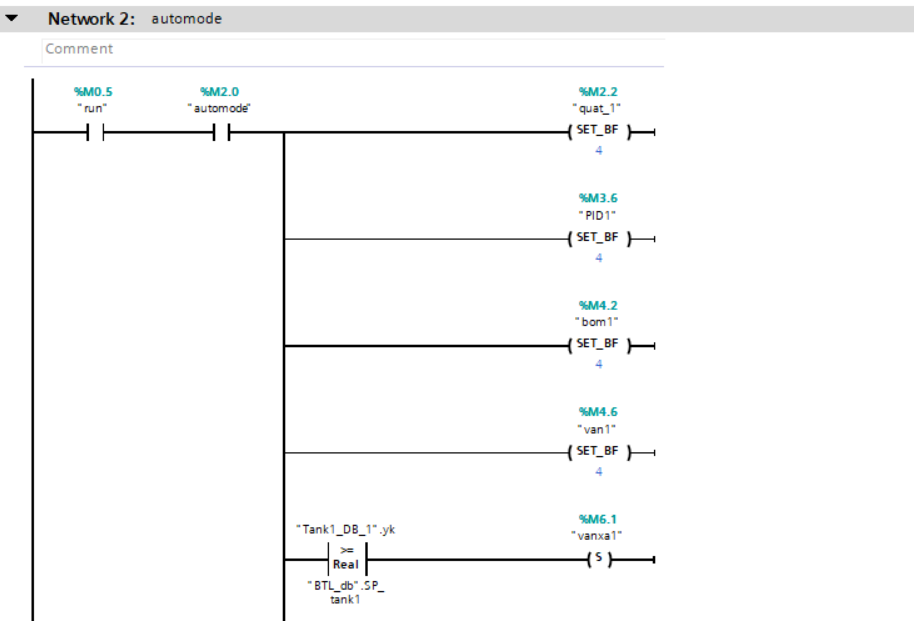 Network 2: automode
Comment
%M0.5
"run"
%M2.0
"automode"
%M2.2
"quat_1"
SET_BF
4
%M3.6
"PID1"
SET_BF
4
%M4.2
"bom1"
SET_BF
4
%M4.6
"van1"
SET_BF
4
"Tank1_DB_1".yk
>=
Real
"BTL_db".SP_
tank1
%M6.1
"vanxa1"
S